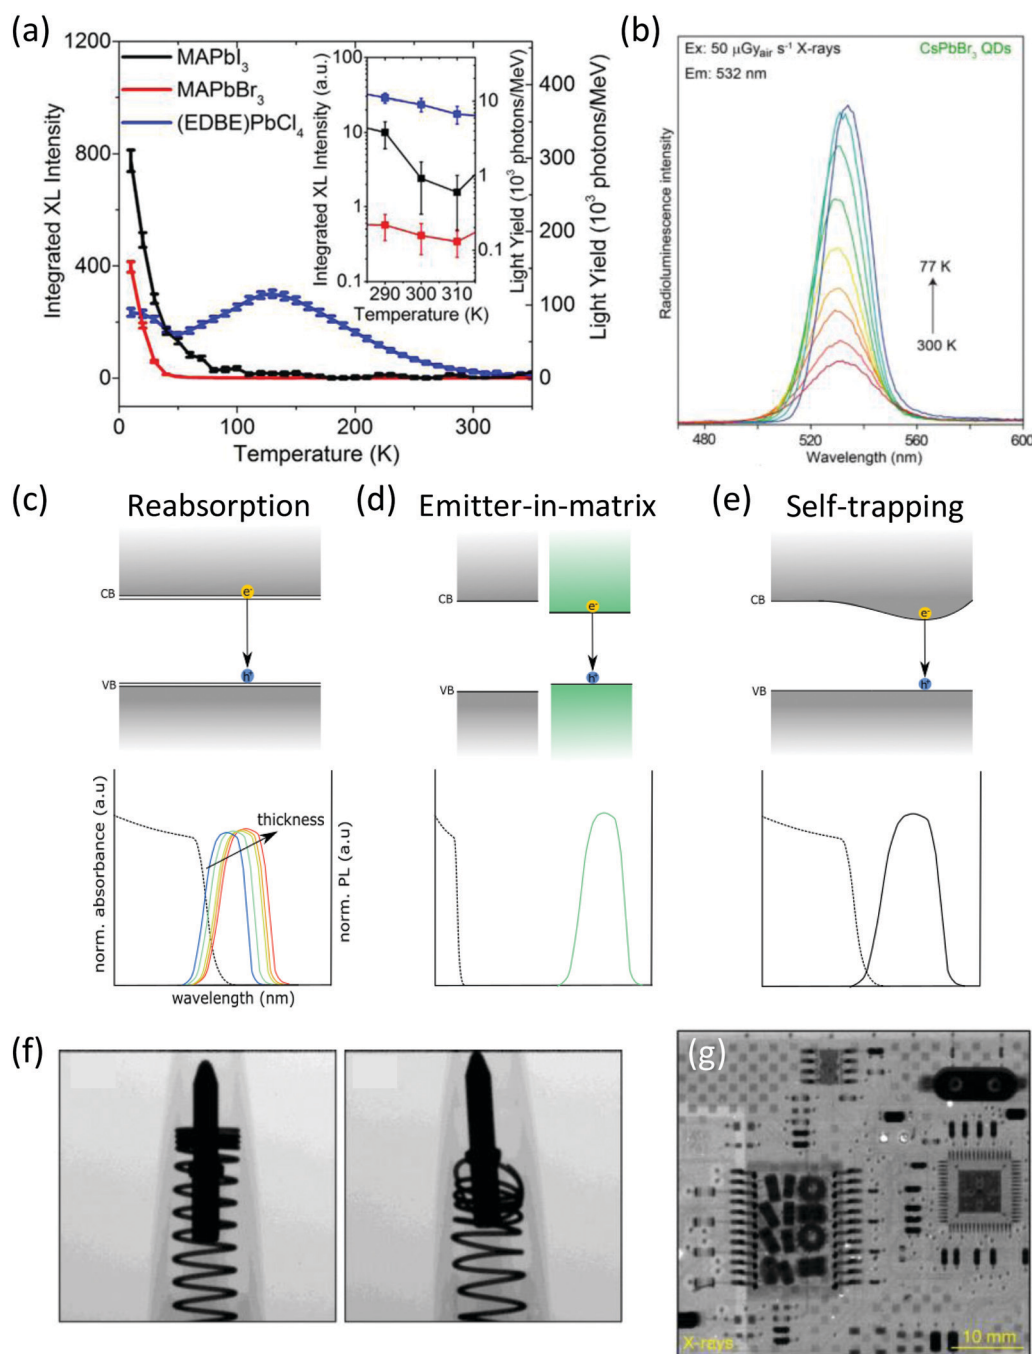 (a)
1200
800
400
0
Integrated XL Intensity
MAPbI₃
MAPbBr₃
(EDBE)PbCl₄
0
100
200
300
Temperature (K)
400
300
200
100
0
Light Yield (10³ photons/MeV)
100
10
1
0.1
Integrated XL Intensity (a.u.)
290 300 310
Temperature (K)
10
1
0.1
Light Yield (10³ photons/MeV)
(b)
Ex: 50 μGyₐᵢᵣ s⁻¹ X-rays
CsPbBr₃ QDs
Em: 532 nm
Radioluminescence intensity
77 K
300 K
480
520
560
600
Wavelength (nm)
(c)
Reabsorption
CB
e⁻
h⁺
VB
norm. absorbance (a.u)
thickness
norm. PL (a.u)
wavelength (nm)
(d)
Emitter-in-matrix
CB
e⁻
h⁺
VB
(e)
Self-trapping
CB
e⁻
h⁺
VB
(f)
(g)
X-rays
10 mm